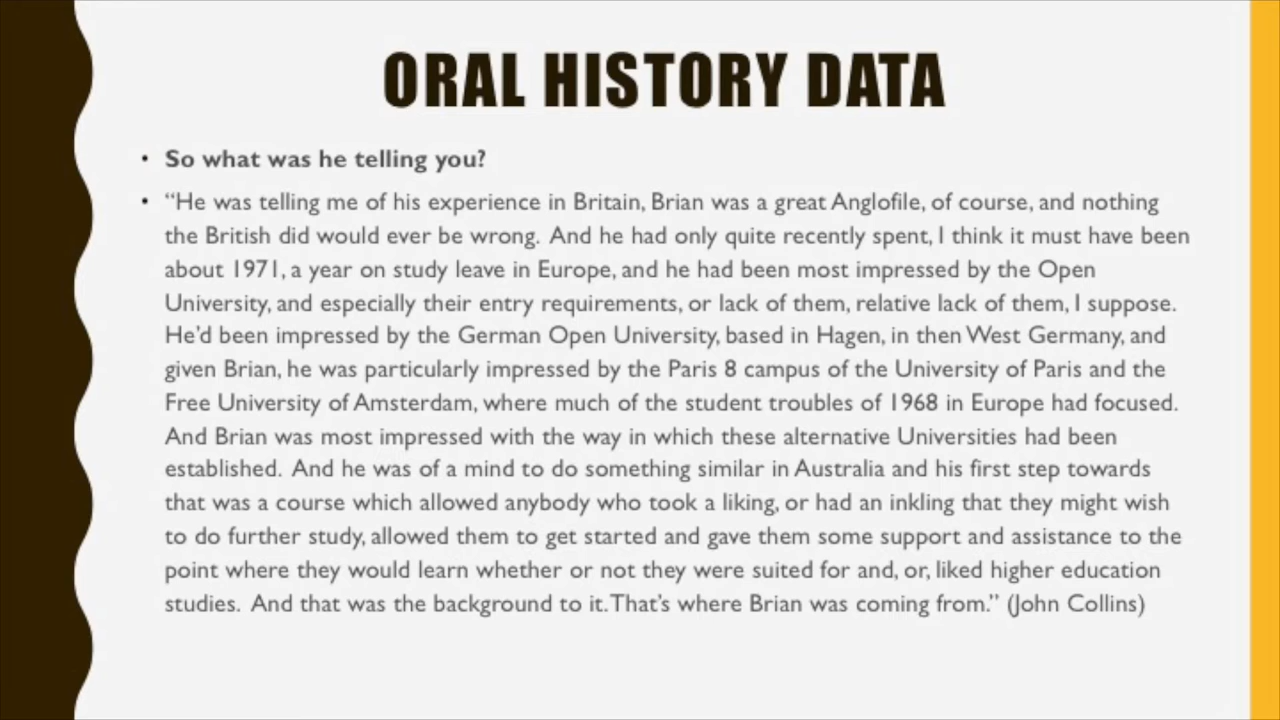 ORAL HISTORY DATA
• So what was he telling you?
• “He was telling me of his experience in Britain, Brian was a great Anglofile, of course, and nothing
the British did would ever be wrong. And he had only quite recently spent, I think it must have been
about 1971, a year on study leave in Europe, and he had been most impressed by the Open
University, and especially their entry requirements, or lack of them, relative lack of them, I suppose.
He’d been impressed by the German Open University, based in Hagen, in then West Germany, and
given Brian, he was particularly impressed by the Paris 8 campus of the University of Paris and the
Free University of Amsterdam, where much of the student troubles of 1968 in Europe had focused.
And Brian was most impressed with the way in which these alternative Universities had been
established. And he was of a mind to do something similar in Australia and his first step towards
that was a course which allowed anybody who took a liking, or had an inkling that they might wish
to do further study, allowed them to get started and gave them some support and assistance to the
point where they would learn whether or not they were suited for and, or, liked higher education
studies. And that was the background to it. That’s where Brian was coming from.” (John Collins)